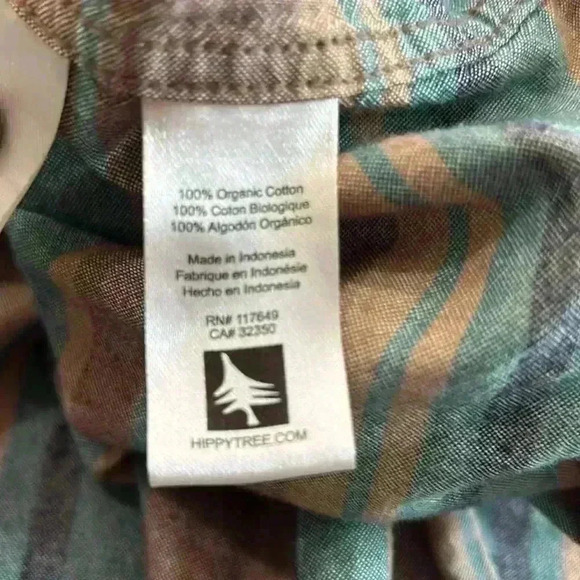 100% Organic Cotton
100% Coton Biologique
100% Algodón Orgánico
Made in Indonesia
Fabrique en Indonésie
Hecho en Indonesia
RN# 117649
CA# 32350
HIPPYTREE.COM